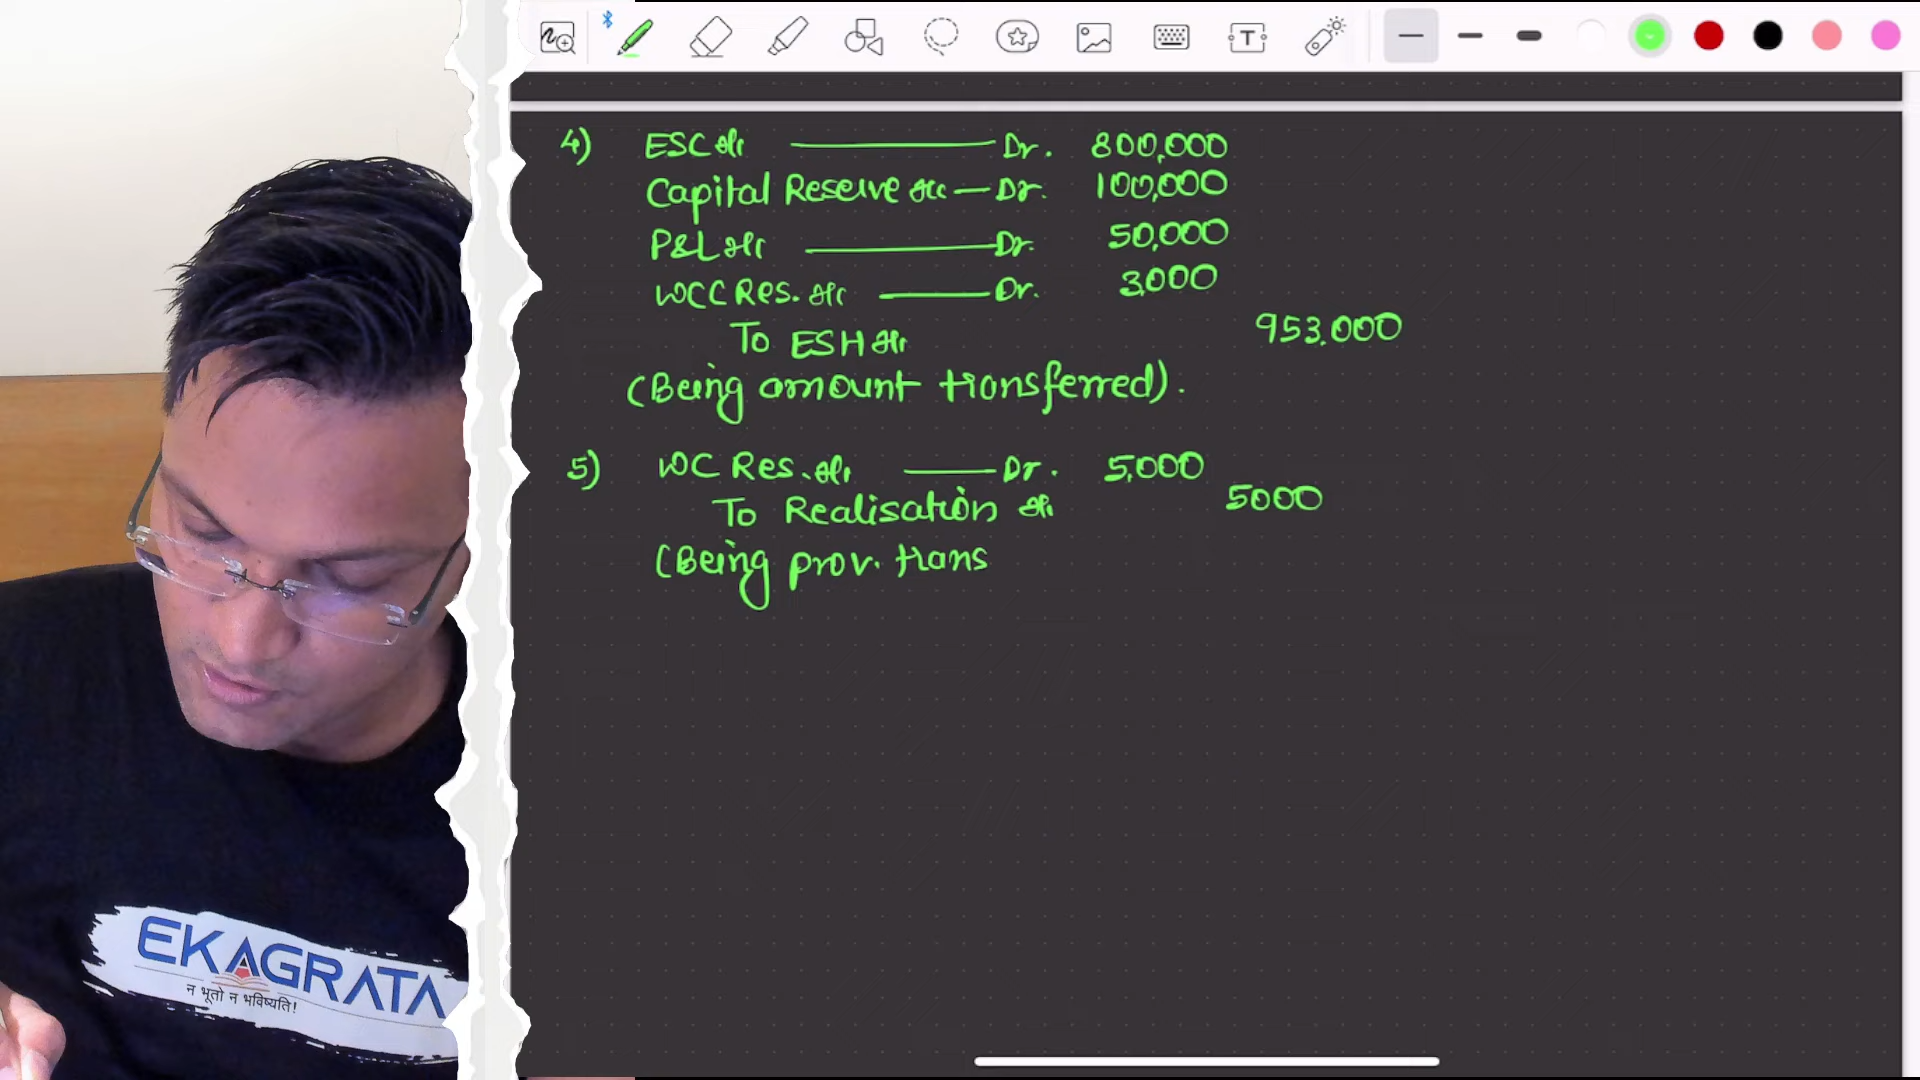 4) ESC A/c ——— Dr. 800,000
Capital Reserve A/c — Dr. 100,000
P&L A/c ——— Dr. 50,000
WCC Res. A/c ——— Dr. 3,000
To ESH A/c 953.000
(Being amount transferred).
5) WC Res. A/c ——— Dr. 5,000
To Realisation A/c 5000
(Being prov. trans
EKAGRATA
न भूतो न भविष्यति!